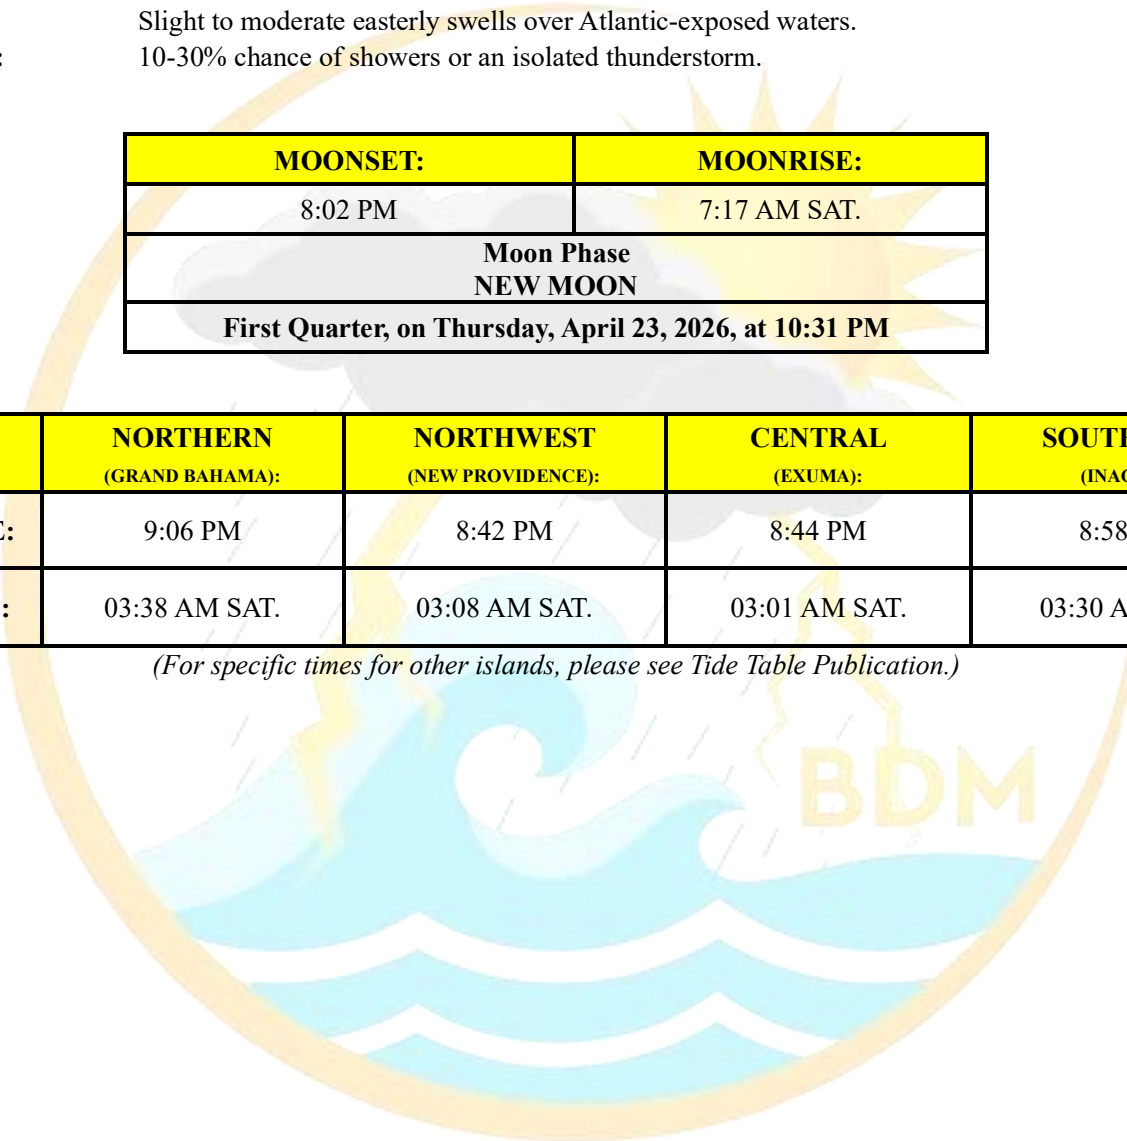 Slight to moderate easterly swells over Atlantic-exposed waters.
: 10-30% chance of showers or an isolated thunderstorm.
MOONSET: MOONRISE:
8:02 PM 7:17 AM SAT.
Moon Phase
NEW MOON
First Quarter, on Thursday, April 23, 2026, at 10:31 PM
NORTHERN NORTHWEST CENTRAL
(GRAND BAHAMA): (NEW PROVIDENCE): (EXUMA):
9:06 PM 8:42 PM 8:44 PM 8:58
: 03:38 AM SAT. 03:08 AM SAT. 03:01 AM SAT. 03:30
(For specific times for other islands, please see Tide Table Publication.)
BDM